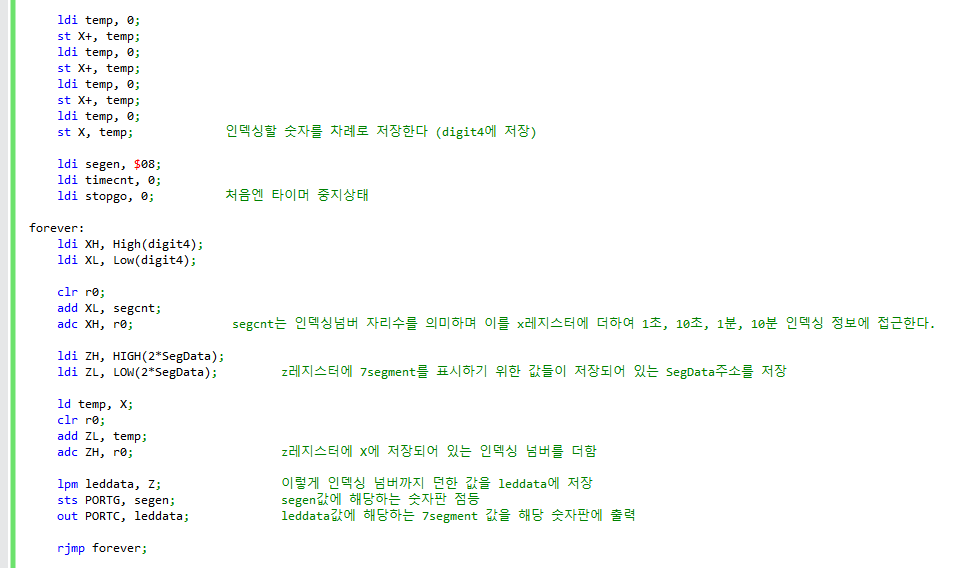 ldi temp, 0;
st X+, temp;
ldi temp, 0;
st X+, temp;
ldi temp, 0;
st X+, temp;
ldi temp, 0;
st X, temp; 인덱싱할 숫자를 차례로 저장한다 (digit4에 저장)
ldi segen, $08;
ldi timecnt, 0;
ldi stopgo, 0; 처음엔 타이머 중지상태
forever:
ldi XH, High(digit4);
ldi XL, Low(digit4);
clr r0;
add XL, segcnt;
adc XH, r0; segcnt는 인덱싱넘버 자리수를 의미하며 이를 x레지스터에 더하여 1초, 10초, 1분, 10분 인덱싱 정보에 접근한다.
ldi ZH, HIGH(2*SegData);
ldi ZL, LOW(2*SegData); z레지스터에 7segment를 표시하기 위한 값들이 저장되어 있는 SegData주소를 저장
ld temp, X;
clr r0;
add ZL, temp;
adc ZH, r0; z레지스터에 X에 저장되어 있는 인덱싱 넘버를 더함
lpm leddata, Z; 이렇게 인덱싱 넘버까지 던한 값을 leddata에 저장
sts PORTG, segen; segen값에 해당하는 숫자판 점등
out PORTC, leddata; leddata값에 해당하는 7segment 값을 해당 숫자판에 출력
rjmp forever;